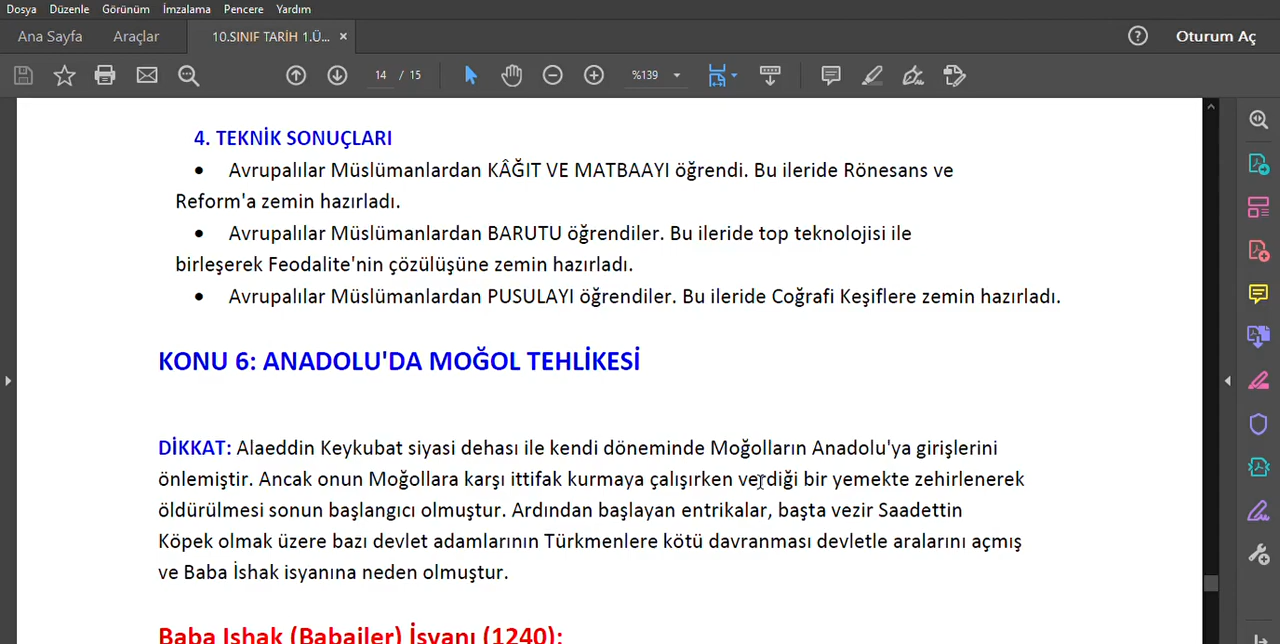 Dosya Düzenle Görünüm İmzalama Pencere Yardım
Ana Sayfa Araçlar 10.SINIF TARİH 1.Ü... × ? Oturum Aç
14 / 15 %139
4. TEKNİK SONUÇLARI
• Avrupalılar Müslümanlardan KÂĞIT VE MATBAAYI öğrendi. Bu ileride Rönesans ve
Reform'a zemin hazırladı.
• Avrupalılar Müslümanlardan BARUTU öğrendiler. Bu ileride top teknolojisi ile
birleşerek Feodalite'nin çözülüşüne zemin hazırladı.
• Avrupalılar Müslümanlardan PUSULAYI öğrendiler. Bu ileride Coğrafi Keşiflere zemin hazırladı.
KONU 6: ANADOLU'DA MOĞOL TEHLİKESİ
DİKKAT: Alaeddin Keykubat siyasi dehası ile kendi döneminde Moğolların Anadolu'ya girişlerini
önlemiştir. Ancak onun Moğollara karşı ittifak kurmaya çalışırken verdiği bir yemekte zehirlenerek
öldürülmesi sonun başlangıcı olmuştur. Ardından başlayan entrikalar, başta vezir Saadettin
Köpek olmak üzere bazı devlet adamlarının Türkmenlere kötü davranması devletle aralarını açmış
ve Baba İshak isyanına neden olmuştur.
Baba Ishak (Babailer) İsyanı (1240):